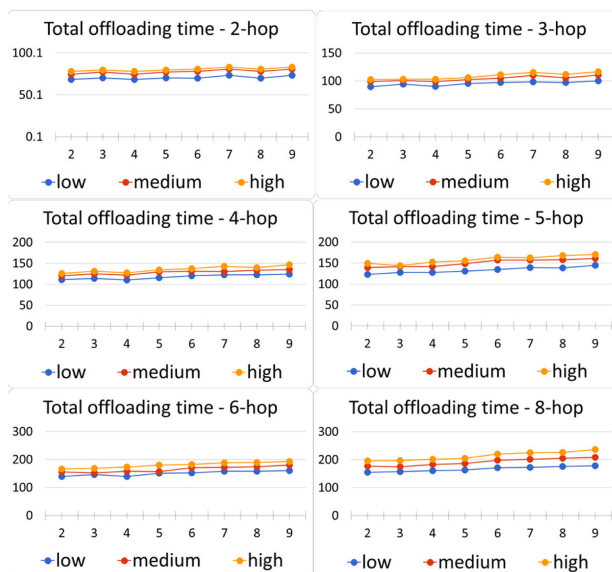 Total offloading time - 2-hop
100.1
50.1
0.1
2 3 4 5 6 7 8 9
low medium high
Total offloading time - 3-hop
150
100
50
0
2 3 4 5 6 7 8 9
low medium high
Total offloading time - 4-hop
200
150
100
50
0
2 3 4 5 6 7 8 9
low medium high
Total offloading time - 5-hop
200
150
100
50
0
2 3 4 5 6 7 8 9
low medium high
Total offloading time - 6-hop
300
200
100
0
2 3 4 5 6 7 8 9
low medium high
Total offloading time - 8-hop
300
200
100
0
2 3 4 5 6 7 8 9
low medium high